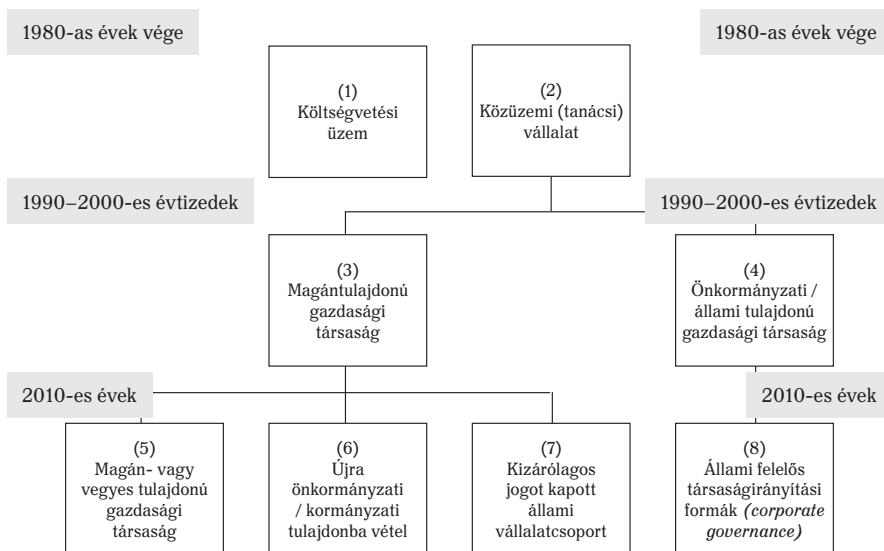 1980-as évek vége
1980-as évek vége
(1)
Költségvetési
üzem
(2)
Közüzemi (tanácsi)
vállalat
1990–2000-es évtizedek
1990–2000-es évtizedek
(3)
Magántulajdonú
gazdasági
társaság
(4)
Önkormányzati /
állami tulajdonú
gazdasági társaság
2010-es évek
2010-es évek
(5)
Magán- vagy
vegyes tulajdonú
gazdasági
társaság
(6)
Újra
önkormányzati
/ kormányzati
tulajdonba vétel
(7)
Kizárólagos
jogot kapott
állami
vállalatcsoport
(8)
Állami felelős
társaságirányítási
formák (corporate
governance)